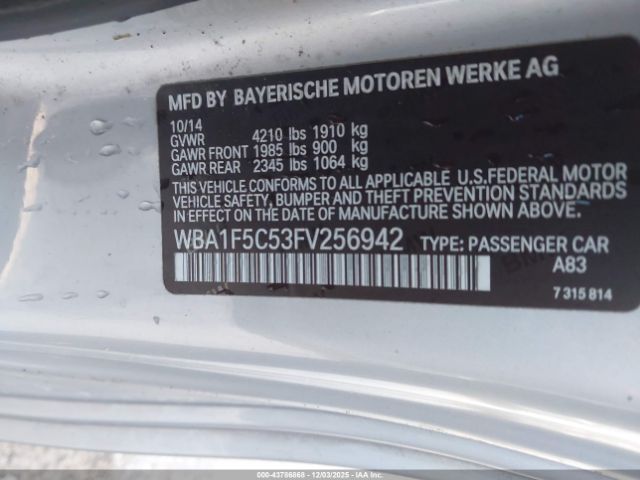 MFD BY BAYERISCHE MOTOREN WERKE AG
10/14
GVWR 4210 lbs 1910 kg
GAWR FRONT 1985 lbs 900 kg
GAWR REAR 2345 lbs 1064 kg
THIS VEHICLE CONFORMS TO ALL APPLICABLE U.S.FEDERAL MOTOR
VEHICLE SAFETY, BUMPER AND THEFT PREVENTION STANDARDS
IN EFFECT ON THE DATE OF MANUFACTURE SHOWN ABOVE.
WBA1F5C53FV256942 TYPE: PASSENGER CAR
A83
7 315 814
000-43786868 12/03/2025 IAAI.COM